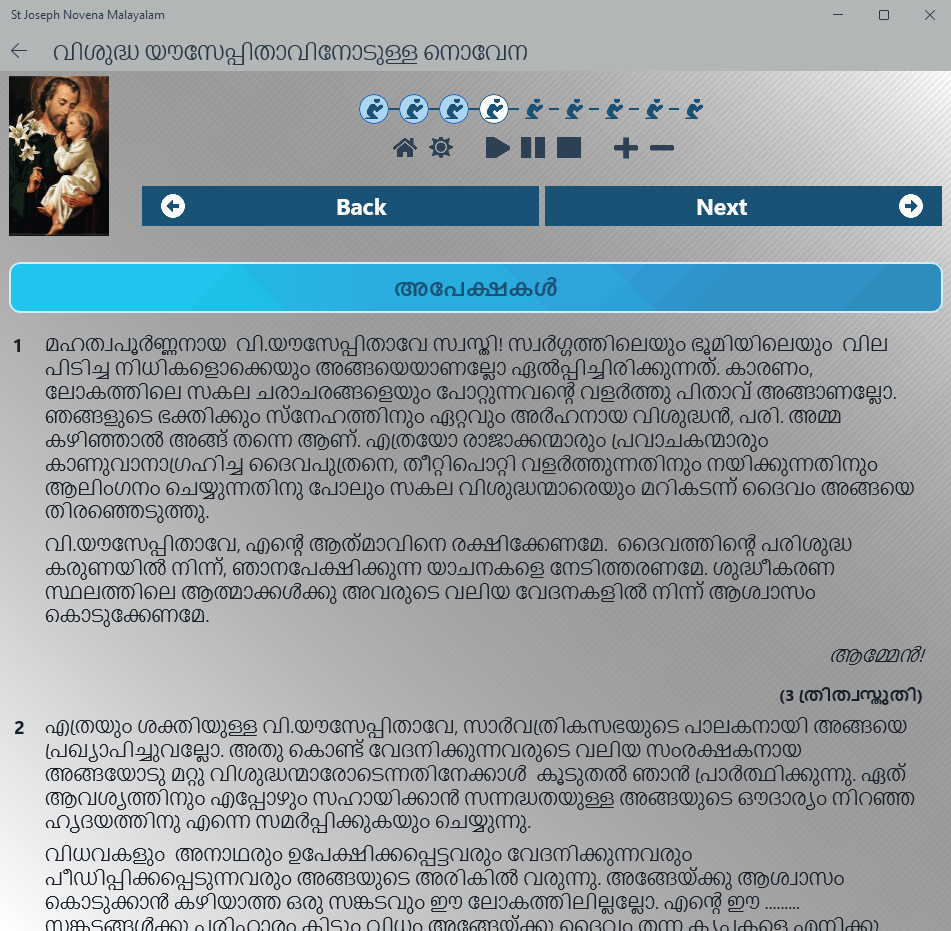 St Joseph Novena Malayalam
വിശുദ്ധ യൗസേപ്പിതാവിനോടുള്ള നൊവേന
Back
Next
അപേക്ഷകൾ
1 മഹത്വപൂർണ്ണനായ വി.യൗസേപ്പിതാവേ സ്വസ്തി! സ്വർഗ്ഗത്തിലെയും ഭൂമിയിലെയും വില
പിടിച്ച നിധികളൊക്കെയും അങ്ങയെയാണല്ലോ ഏൽപ്പിച്ചിരിക്കുന്നത്. കാരണം,
ലോകത്തിലെ സകല ചരാചരങ്ങളെയും പോറ്റുന്നവന്റെ വളർത്തു പിതാവ് അങ്ങാണല്ലോ.
ഞങ്ങളുടെ ഭക്തിക്കും സ്നേഹത്തിനും ഏറ്റവും അർഹനായ വിശുദ്ധൻ, പരി. അമ്മ
കഴിഞ്ഞാൽ അങ്ങ് തന്നെ ആണ്. എത്രയോ രാജാക്കന്മാരും പ്രവാചകന്മാരും
കാണുവാനാഗ്രഹിച്ച ദൈവപുത്രനെ, തീറ്റിപൊറ്റി വളർത്തുന്നതിനും നയിക്കുന്നതിനും
ആലിംഗനം ചെയ്യുന്നതിനു പോലും സകല വിശുദ്ധന്മാരെയും മറികടന്ന് ദൈവം അങ്ങയെ
തിരഞ്ഞെടുത്തു.
വി.യൗസേപ്പിതാവേ, എന്റെ ആത്‌മാവിനെ രക്ഷിക്കേണമേ. ദൈവത്തിന്റെ പരിശുദ്ധ
കരുണയിൽ നിന്ന്, ഞാനപേക്ഷിക്കുന്ന യാചനകളെ നേടിത്തരണമേ. ശുദ്ധീകരണ
സ്ഥലത്തിലെ ആത്മാക്കൾക്കു അവരുടെ വലിയ വേദനകളിൽ നിന്ന് ആശ്വാസം
കൊടുക്കേണമേ.
ആമ്മേൻ!
(3 ത്രിത്വസ്തുതി)
2 എത്രയും ശക്തിയുള്ള വി.യൗസേപ്പിതാവേ, സാർവത്രികസഭയുടെ പാലകനായി അങ്ങയെ
പ്രഖ്യാപിച്ചുവല്ലോ. അതു കൊണ്ട് വേദനിക്കുന്നവരുടെ വലിയ സംരക്ഷകനായ
അങ്ങയോടു മറ്റു വിശുദ്ധന്മാരോടെന്നതിനേക്കാൾ കൂടുതൽ ഞാൻ പ്രാർത്ഥിക്കുന്നു. ഏത്
ആവശ്യത്തിനും എപ്പോഴും സഹായിക്കാൻ സന്നദ്ധതയുള്ള അങ്ങയുടെ ഔദാര്യം നിറഞ്ഞ
ഹൃദയത്തിനു എന്നെ സമർപ്പിക്കുകയും ചെയ്യുന്നു.
വിധവകളും അനാഥരും ഉപേക്ഷിക്കപ്പെട്ടവരും വേദനിക്കുന്നവരും
പീഡിപ്പിക്കപ്പെടുന്നവരും അങ്ങയുടെ അരികിൽ വരുന്നു. അങ്ങേയ്ക്കു ആശ്വാസം
കൊടുക്കാൻ കഴിയാത്ത ഒരു സങ്കടവും ഈ ലോകത്തിലില്ലല്ലോ. എന്റെ ഈ .........
സങ്കടങ്ങൾക്കു പരിഹാരം കിട്ടും വിധം അങ്ങേയ്ക്കു ദൈവം തന്ന കൃപകളെ എനിക്കു